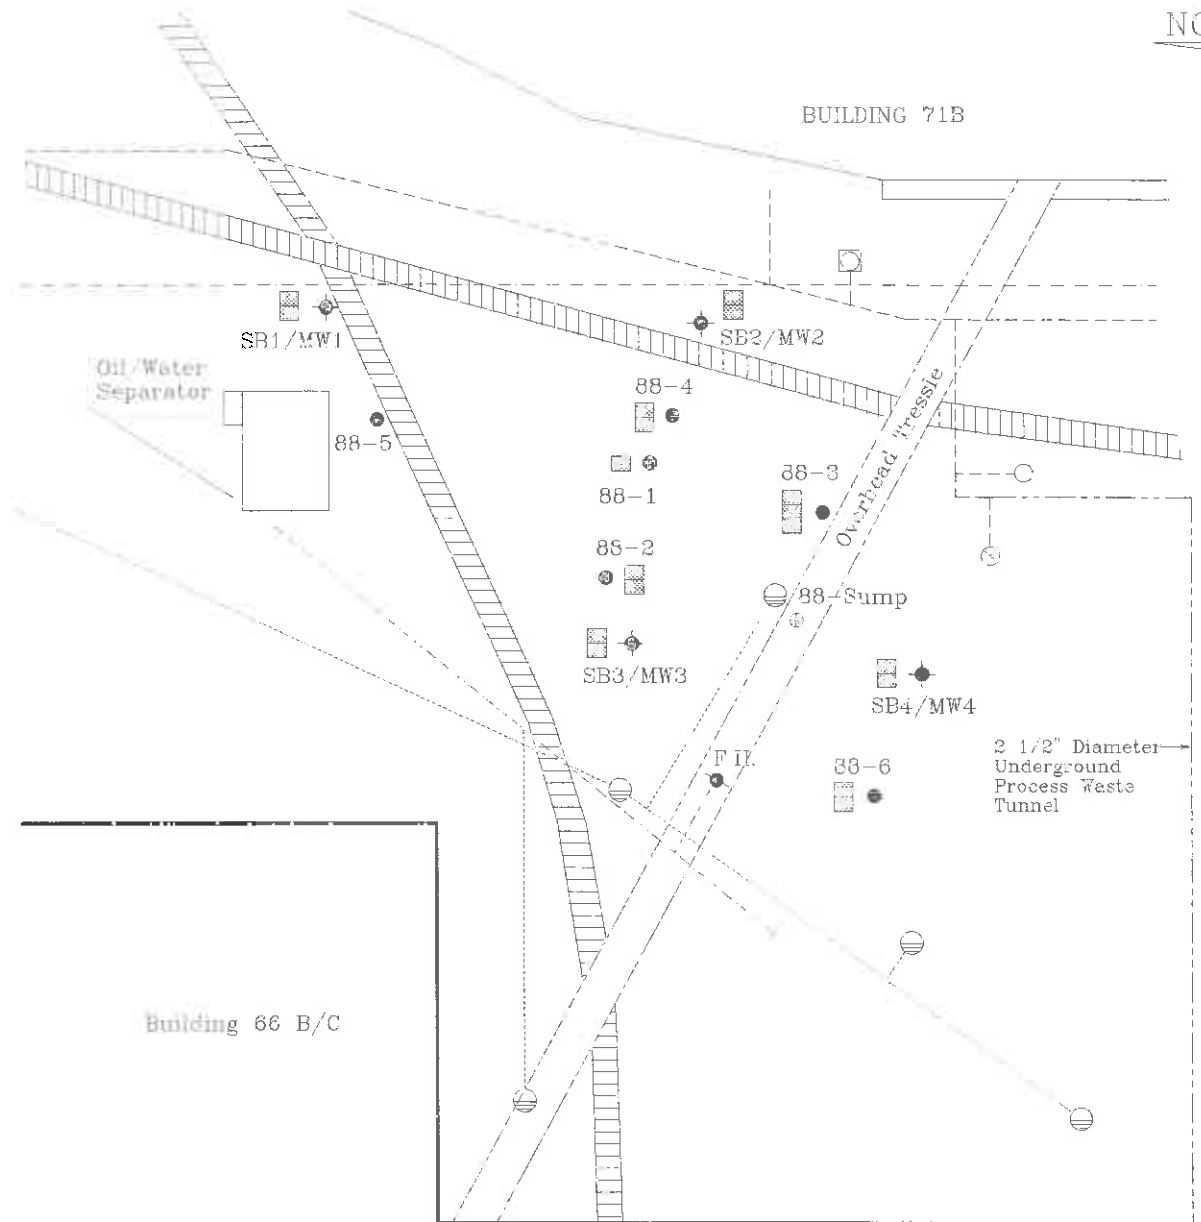 BUILDING 71B
SB1/MW1
SB2/MW2
Oil/Water
Separator
88-5
88-4
88-1
88-3
Overhead Tressle
88-2
88-Sump
SB3/MW3
SB4/MW4
F.H.
88-6
2 1/2" Diameter
Underground
Process Waste
Tunnel
Building 66 B/C